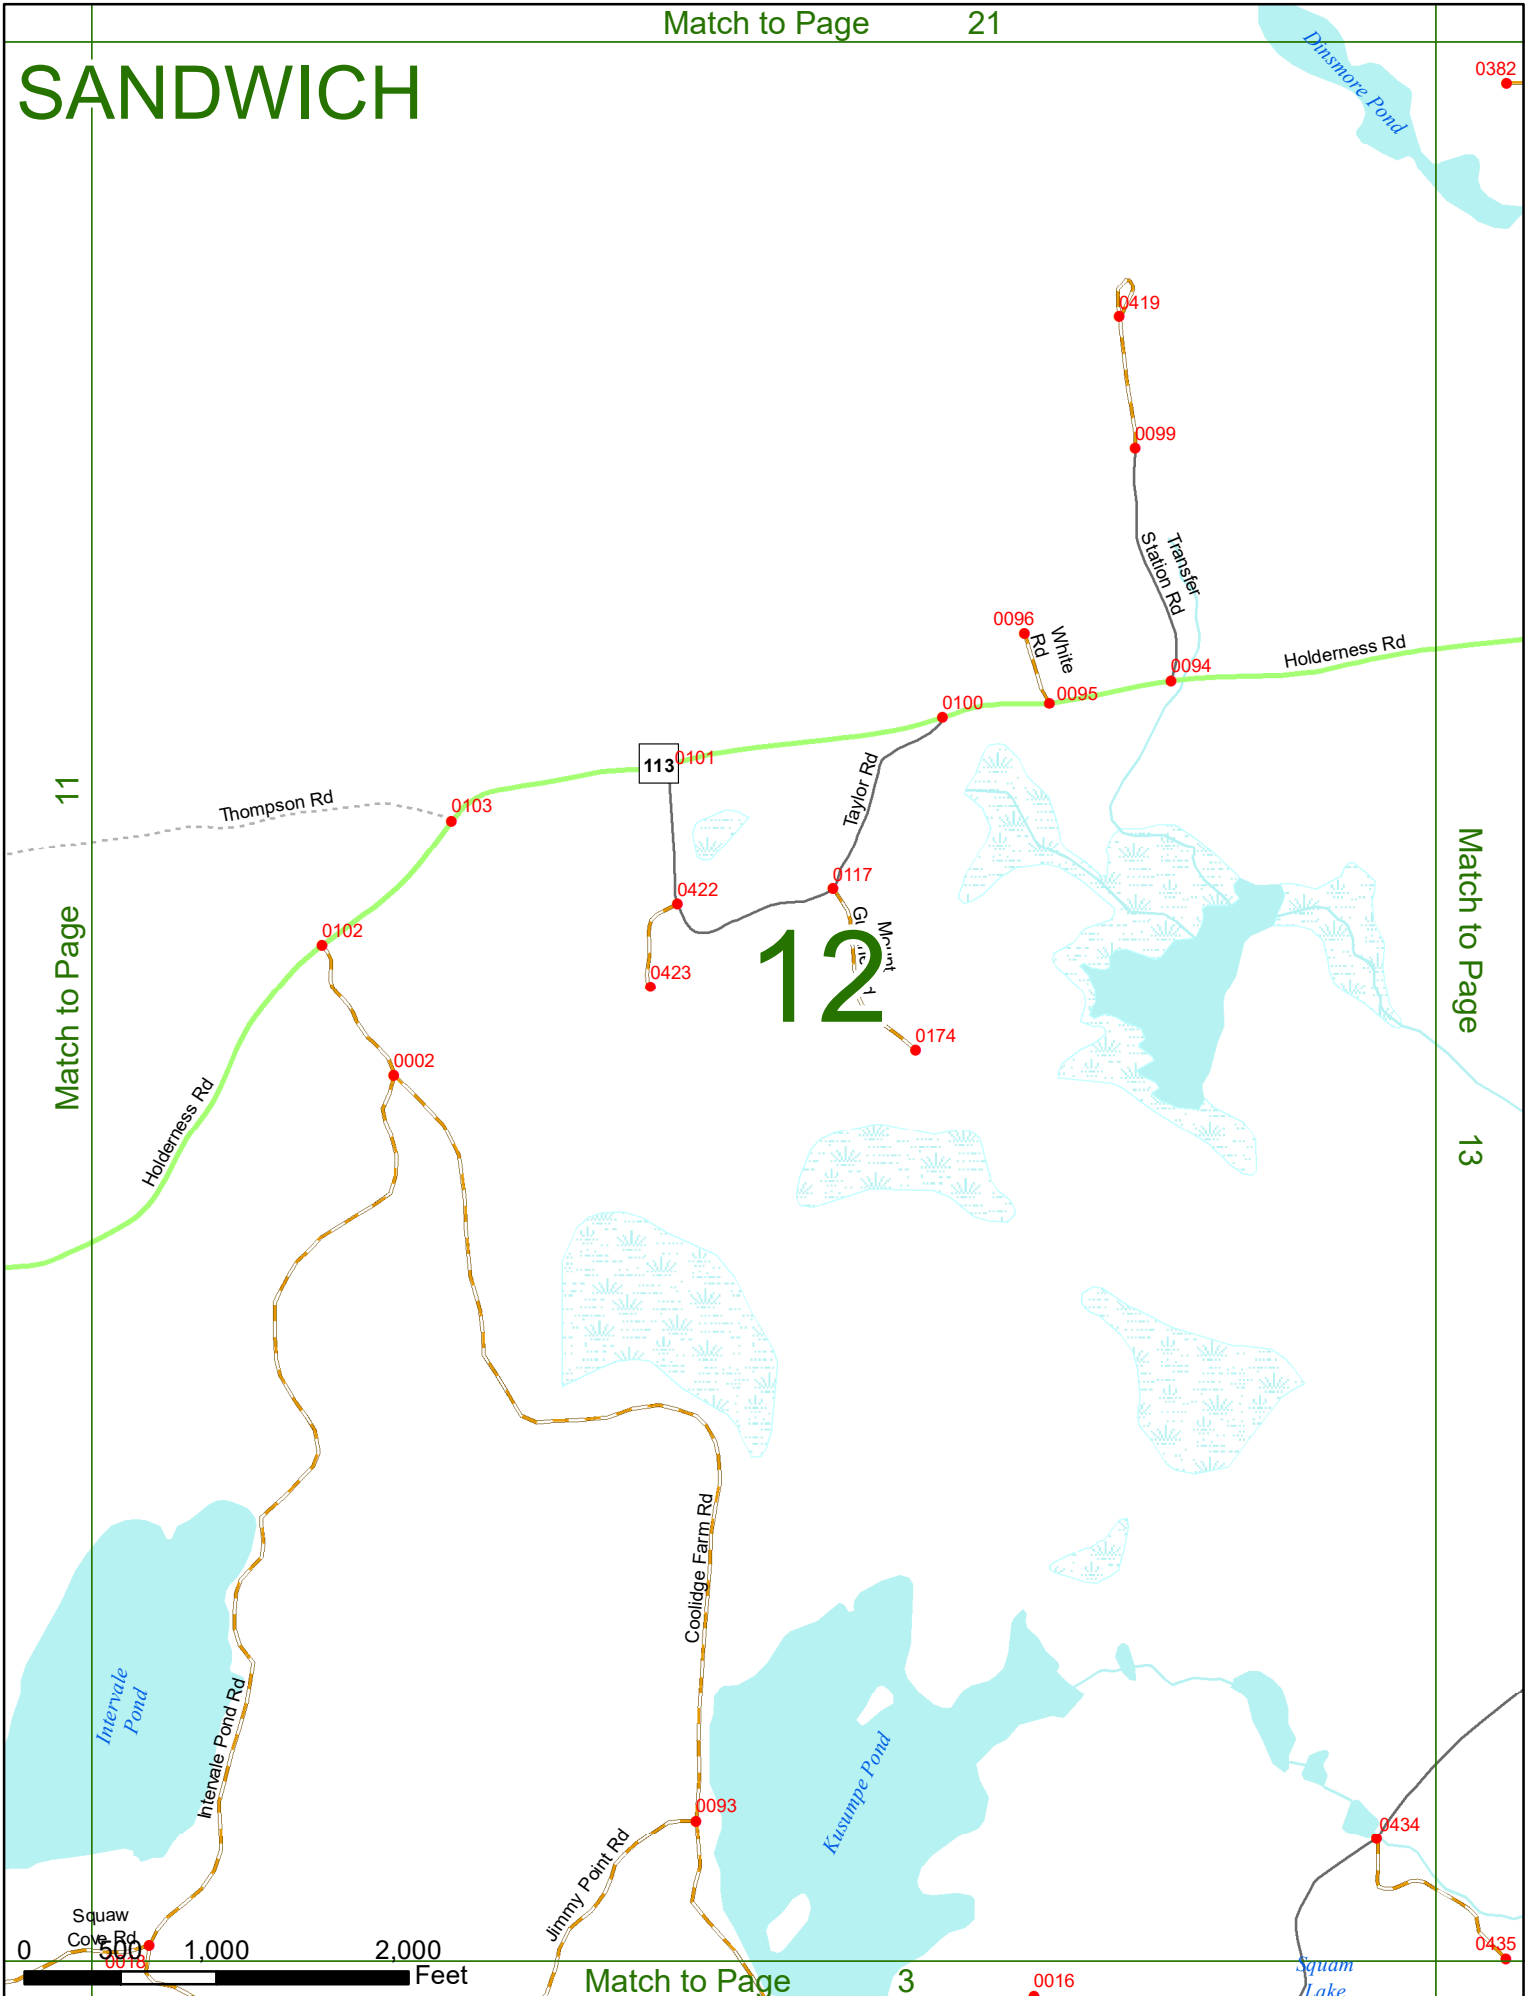 Match to Page 21
SANDWICH
Dinsmore Pond
0382
0419
0099
Transfer
Station Rd
0096
White
Rd
0094
Holderness Rd
0095
0100
113
0101
Taylor Rd
Thompson Rd
0103
Match to Page 11
Match to Page 13
0117
0422
Mount
0102
12
0423
0174
0002
Holderness Rd
Coolidge Farm Rd
Intervale
Pond
Intervale Pond Rd
Kusumpe Pond
0093
0434
Jimmy Point Rd
Squaw
Cove Rd
0018
0435
0 500 1,000 2,000
Feet
Match to Page 3
0016
Squam
Lake